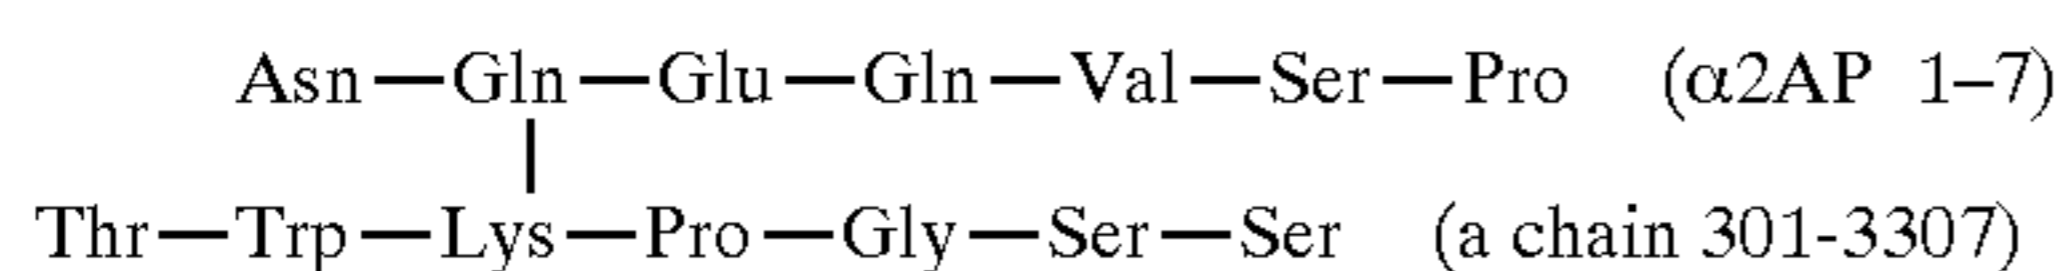 Asn—Gln—Glu—Gln—Val—Ser—Pro (α2AP 1–7)
Thr—Trp—Lys—Pro—Gly—Ser—Ser (a chain 301-3307)